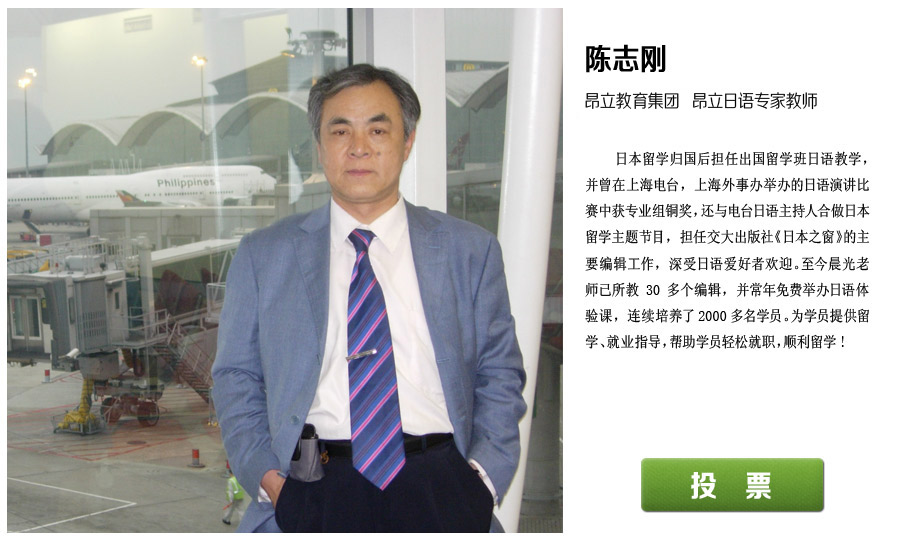 Philippines
陈志刚
昂立教育集团 昂立日语专家教师
日本留学归国后担任出国留学班日语教学，
并曾在上海电台，上海外事办举办的日语演讲比
赛中获专业组铜奖，还与电台日语主持人合做日本
留学主题节目，担任交大出版社《日本之窗》的主
要编辑工作，深受日语爱好者欢迎。至今晨光老
师已所教 30 多个编辑，并常年免费举办日语体
验课，连续培养了2000 多名学员。为学员提供留
学、就业指导，帮助学员轻松就职，顺利留学！
投 票